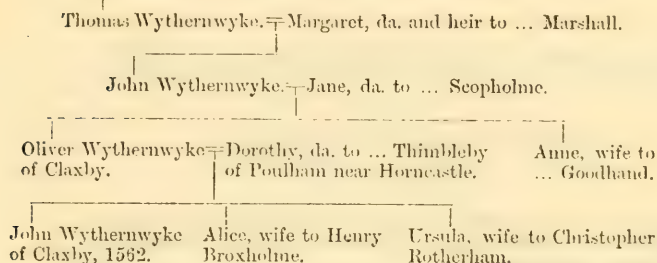 Thomas Wythernwyke.=Margaret, da. and heir to ... Marshall.
John Wythernwyke.=Jane, da. to ... Scopholme.
Oliver Wythernwyke=Dorothy, da. to ... Thimbleby Anne, wife to
of Claxby. of Poulham near Horncastle. ... Goodhand.
John Wythernwyke Alice, wife to Henry Ursula, wife to Christopher
of Claxby, 1562. Broxholme. Rotherham.